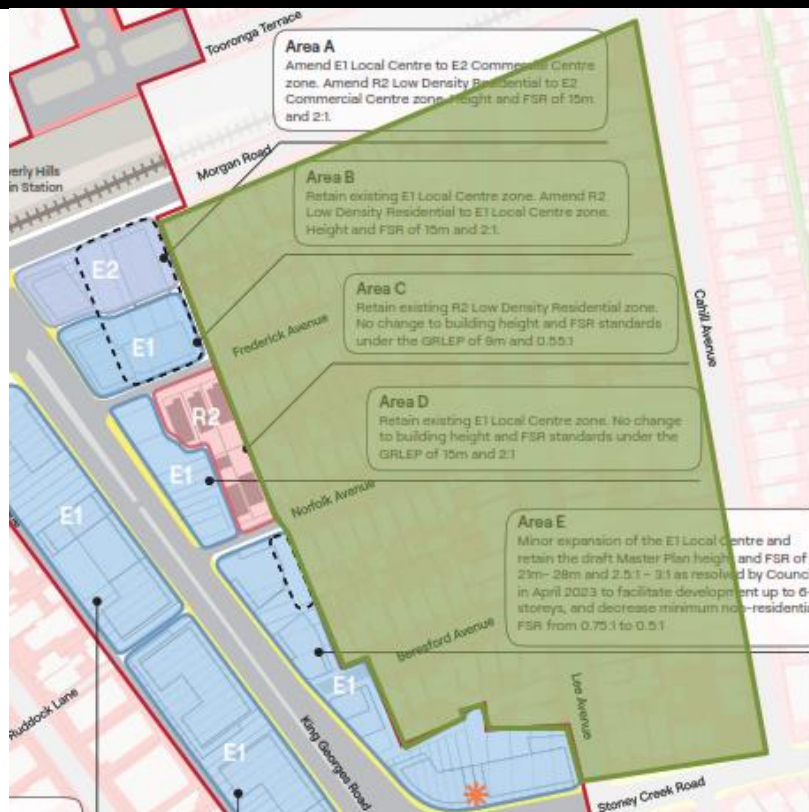 Tooronga Terrace
Area A
Amend E1 Local Centre to E2 Commercial Centre
zone. Amend R2 Low Density Residential to E2
Commercial Centre zone. Height and FSR of 15m
and 2:1.
Morgan Road
erly Hills
in Station
Area B
Retain existing E1 Local Centre zone. Amend R2
Low Density Residential to E1 Local Centre zone.
Height and FSR of 15m and 2:1.
E2
Area C
Retain existing R2 Low Density Residential zone.
No change to building height and FSR standards
under the GRLEP of 9m and 0.55:1
Cahill Avenue
Frederick Avenue
E1
Area D
Retain existing E1 Local Centre zone. No change
to building height and FSR standards under the
GRLEP of 15m and 2:1
R2
E1
Norfolk Avenue
E1
Area E
Minor expansion of the E1 Local Centre and
retain the draft Master Plan height and FSR of
21m- 28m and 2.5:1 - 3:1 as resolved by Counc
in April 2023 to facilitate development up to 6-
storeys, and decrease minimum non-residentia
FSR from 0.75:1 to 0.5:1
Beresford Avenue
E1
Lee Avenue
Ruddock Lane
King Georges Road
E1
Stoney Creek Road